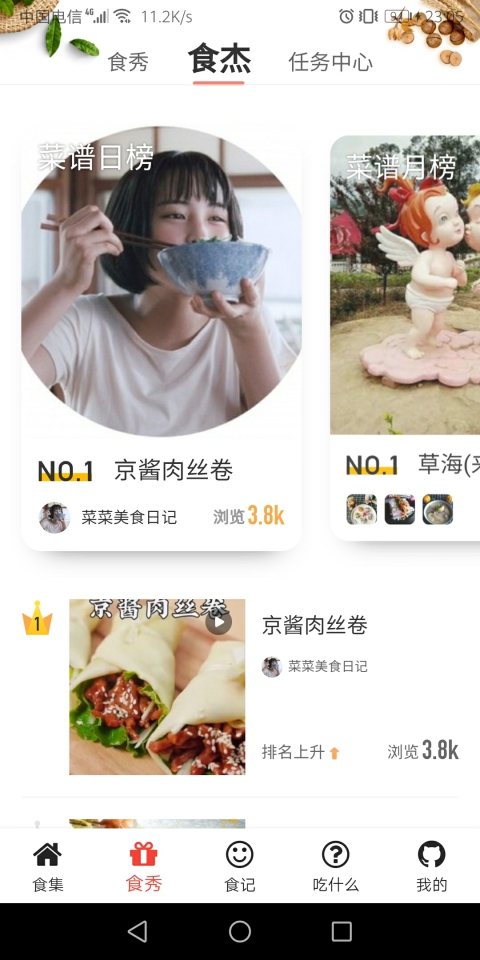 中国电信 4G 11.2K/s 23:05
食秀 食杰 任务中心
菜谱日榜
菜谱月榜
NO.1 京酱肉丝卷
菜菜美食日记 浏览 3.8k
NO.1 草海(
京酱肉丝卷
1
京酱肉丝卷
菜菜美食日记
排名上升 浏览 3.8k
食集 食秀 食记 吃什么 我的